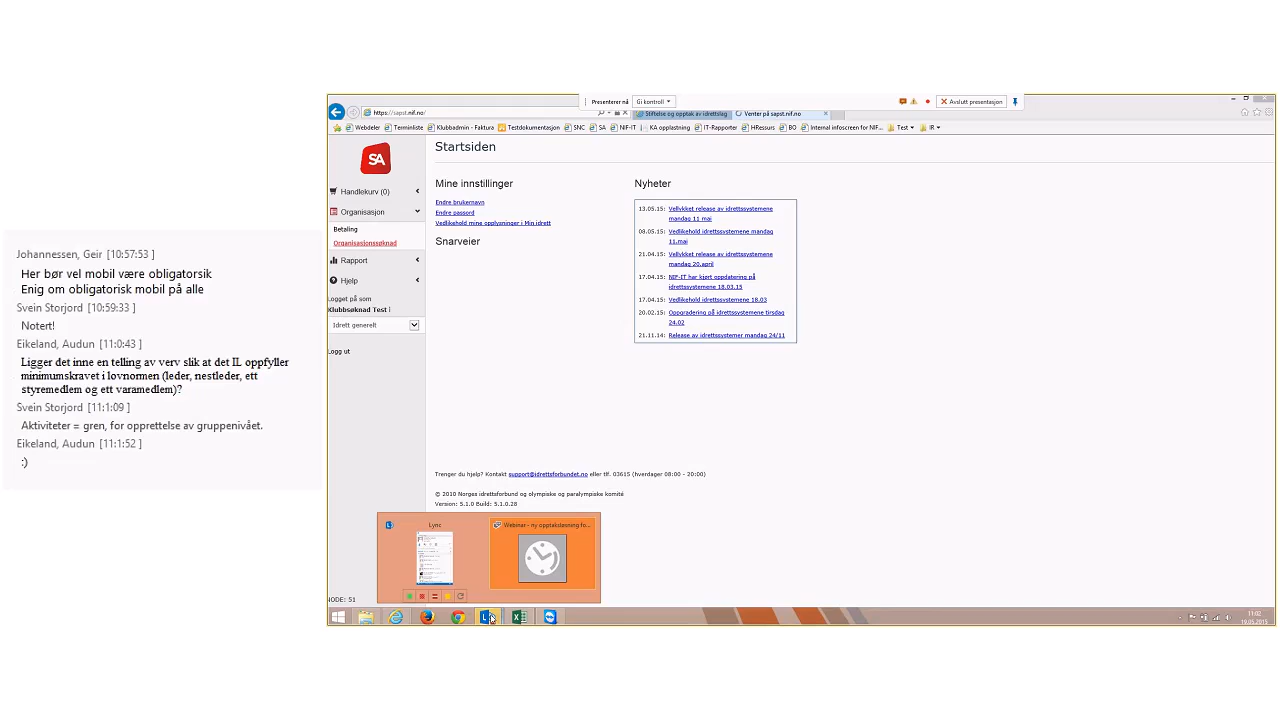 Johannessen, Geir [10:57:53 ]
Her bør vel mobil være obligatorsik
Enig om obligatorisk mobil på alle
Svein Storjord [10:59:33 ]
Notert!
Eikeland, Audun [11:0:43 ]
Ligger det inne en telling av verv slik at det IL oppfyller
minimumskravet i lovnormen (leder, nestleder, ett
styremedlem og ett varamedlem)?
Svein Storjord [11:1:09 ]
Aktiviteter = gren, for opprettelse av gruppenivået.
Eikeland, Audun [11:1:52 ]
:)
Presenterer nå Gi kontroll Avslutt presentasjon
https://sapst.nif.no/
Stiftelse og opptak av idrettslag Venter på sapst.nif.no
Webdeler Terminliste Klubbadmin - Faktura Testdokumentasjon SNC SA NIF-IT KA opplastning IT-Rapporter HRessurs BO Internal infoscreen for NIF... Test IR
SA
Handlekurv (0)
Organisasjon
Betaling
Organisasjonssøknad
Rapport
Hjelp
Logget på som
Klubbsøknad Test i
Idrett generelt
Logg ut
NODE: 51
Startsiden
Mine innstillinger
Endre brukernavn
Endre passord
Vedlikehold mine opplysninger i Min idrett
Snarveier
Nyheter
13.05.15: Vellykket release av idrettssystemene
mandag 11 mai
08.05.15: Vedlikehold idrettssystemene mandag
11.mai
21.04.15: Vellykket release av idrettssystemene
mandag 20.april
17.04.15: NIF-IT har kjørt oppdatering på
idrettssystemene 18.03.15
17.04.15: Vedlikehold idrettssystemene 18.03
20.02.15: Oppgradering på idrettssystemene tirsdag
24.02
21.11.14: Release av idrettssystemer mandag 24/11
Trenger du hjelp? Kontakt support@idrettsforbundet.no eller tlf. 03615 (hverdager 08:00 - 20:00)
© 2010 Norges idrettsforbund og olympiske og paralympiske komité
Version: 5.1.0 Build: 5.1.0.28
Lync
Webinar - ny opptaksløsning fo...
11:02
19.05.2015